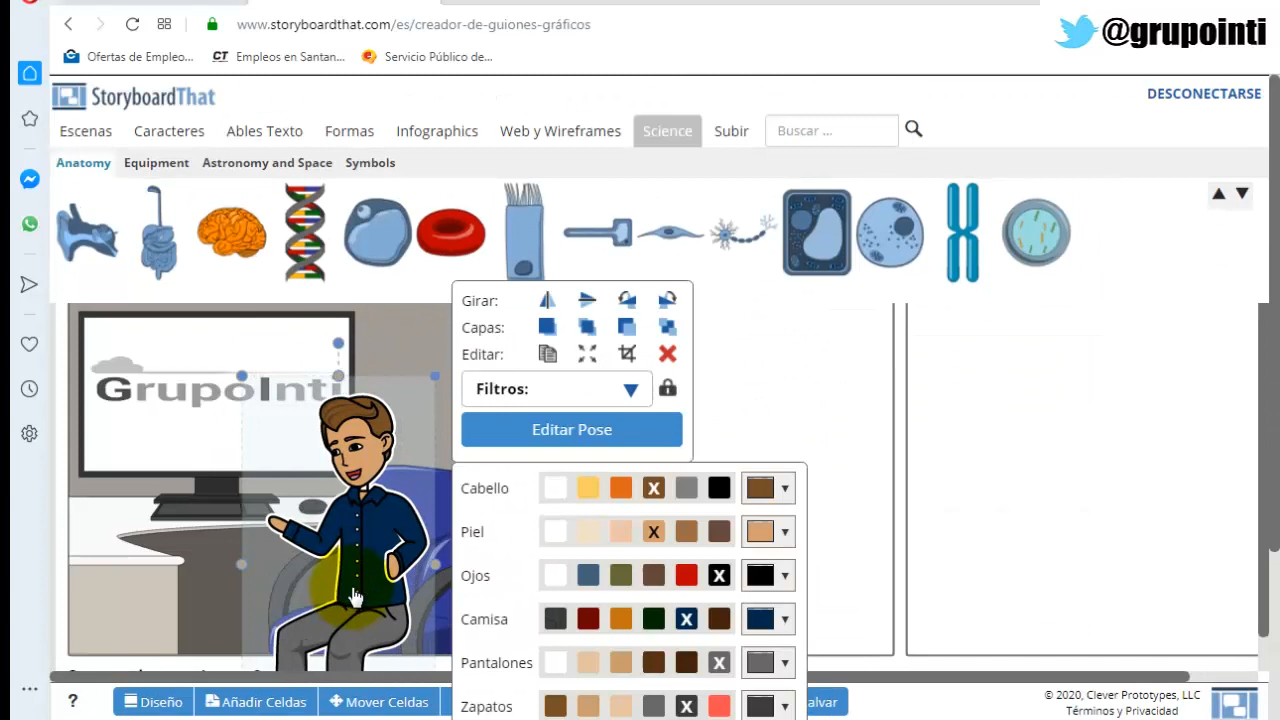 www.storyboardthat.com/es/creador-de-guiones-gráficos
@grupointi
Ofertas de Empleo...
CT Empleos en Santan...
Servicio Público de...
StoryboardThat
DESCONECTARSE
Escenas
Caracteres
Ables Texto
Formas
Infographics
Web y Wireframes
Science
Subir
Buscar ...
Anatomy
Equipment
Astronomy and Space
Symbols
Girar:
Capas:
Editar:
Filtros:
Editar Pose
GrupoInti
Cabello
X
Piel
X
Ojos
X
Camisa
X
Pantalones
X
Zapatos
X
?
Diseño
Añadir Celdas
Mover Celdas
alvar
© 2020, Clever Prototypes, LLC
Términos y Privacidad